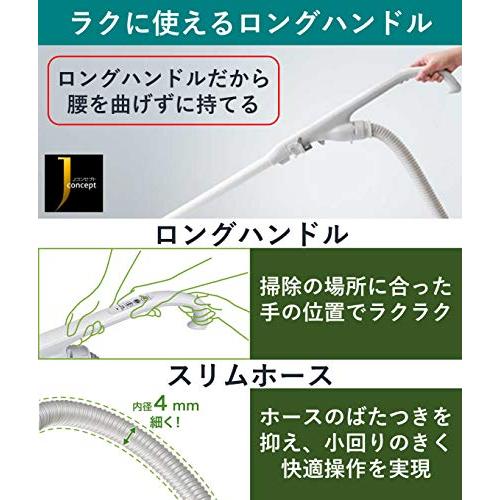 ラクに使えるロングハンドル
ロングハンドルだから
腰を曲げずに持てる
Jコンセプト
concept
ロングハンドル
掃除の場所に合った
手の位置でラクラク
スリムホース
内径4 mm
細く!
ホースのばたつきを
抑え、小回りのきく
快適操作を実現